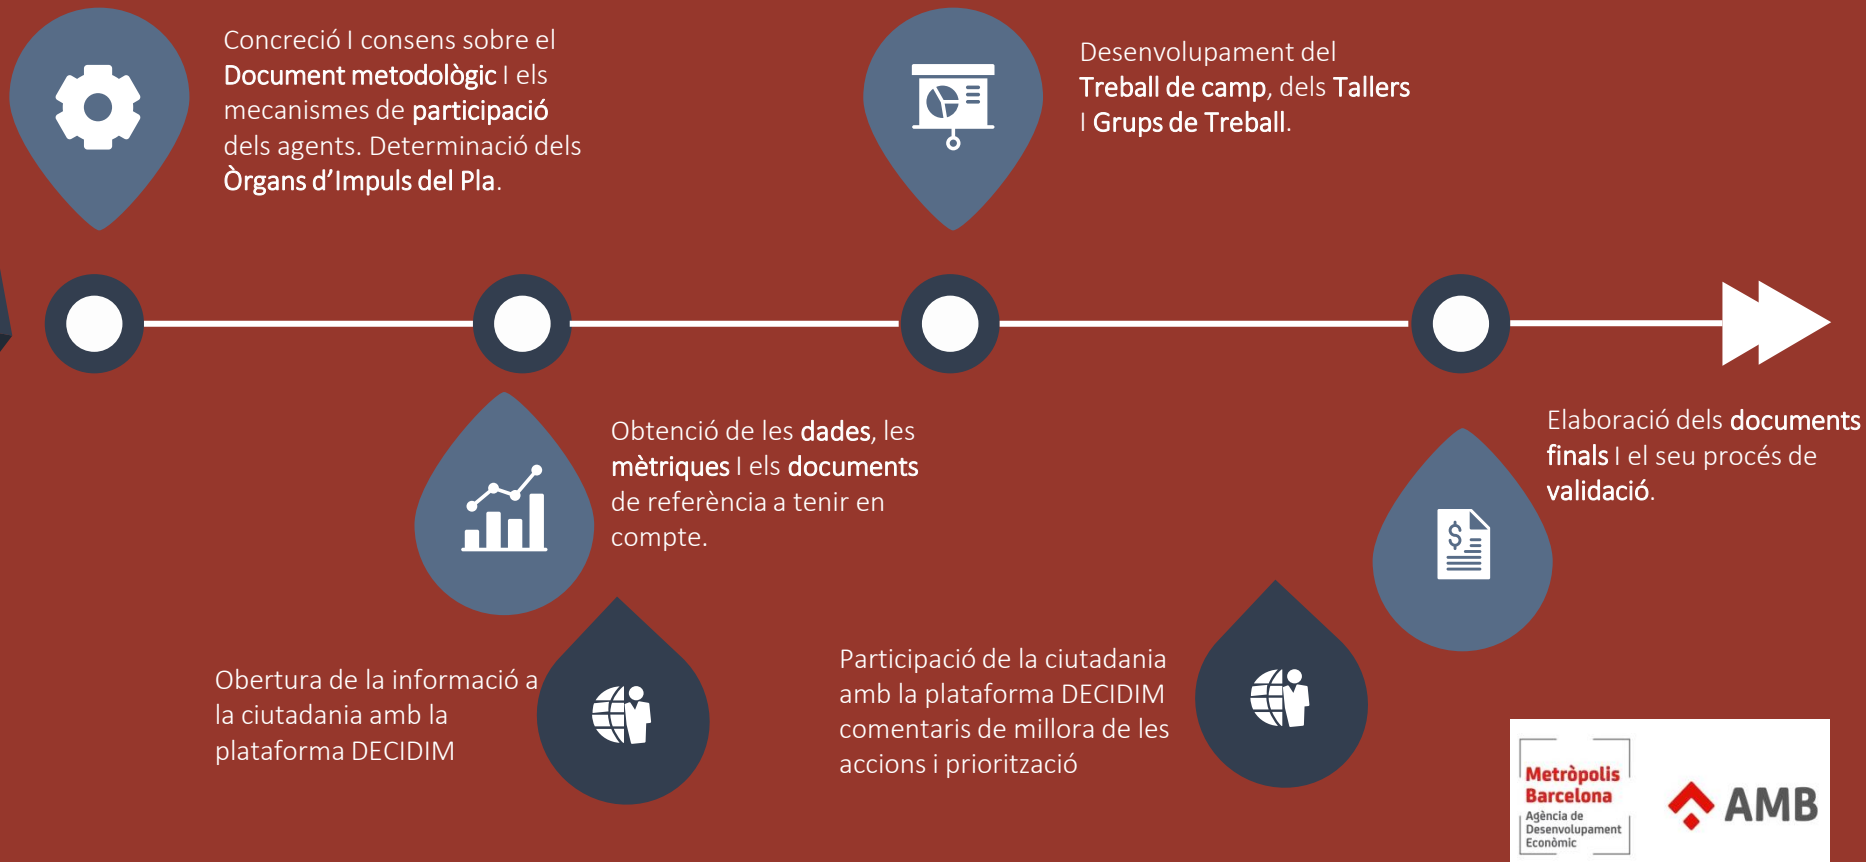 Concreció I consens sobre el
Document metodològic I els
mecanismes de participació
dels agents. Determinació dels
Òrgans d'Impuls del Pla.
Desenvolupament del
Treball de camp, dels Tallers
I Grups de Treball.
Obtenció de les dades, les
mètriques I els documents
de referència a tenir en
compte.
Elaboració dels documents
finals I el seu procés de
validació.
$
Obertura de la informació a
la ciutadania amb la
plataforma DECIDIM
Participació de la ciutadania
amb la plataforma DECIDIM
comentaris de millora de les
accions i priorització
Metròpolis
Barcelona
Agència de
Desenvolupament
Econòmic
AMB